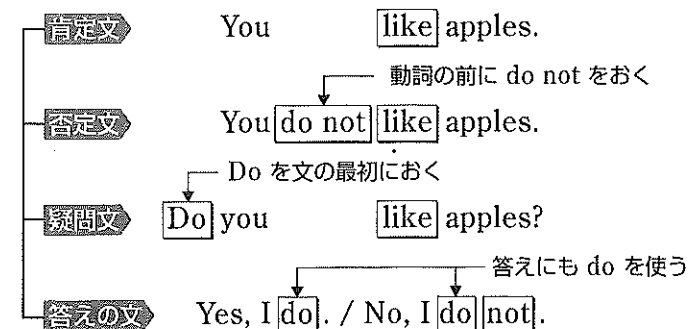 肯定文 You like apples.
動詞の前に do not をおく
否定文 You do not like apples.
Do を文の最初におく
疑問文 Do you like apples?
答えにも do を使う
答えの文 Yes, I do. / No, I do not.